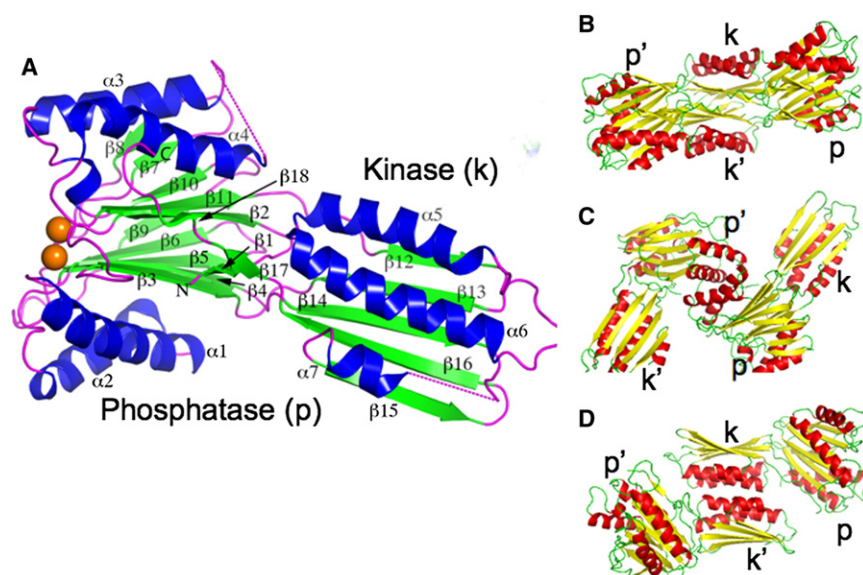 A
α3
α4
β8
C
β7
β18
Kinase (k)
β10
β11
β2
α5
β9
β6
β1
β12
β5
β3
N
β17
β4
β14
β13
α1
α6
α2
α7
β16
Phosphatase (p)
β15
B
p’
k
k’
p
C
p’
k
k’
p
D
k
p’
k’
p